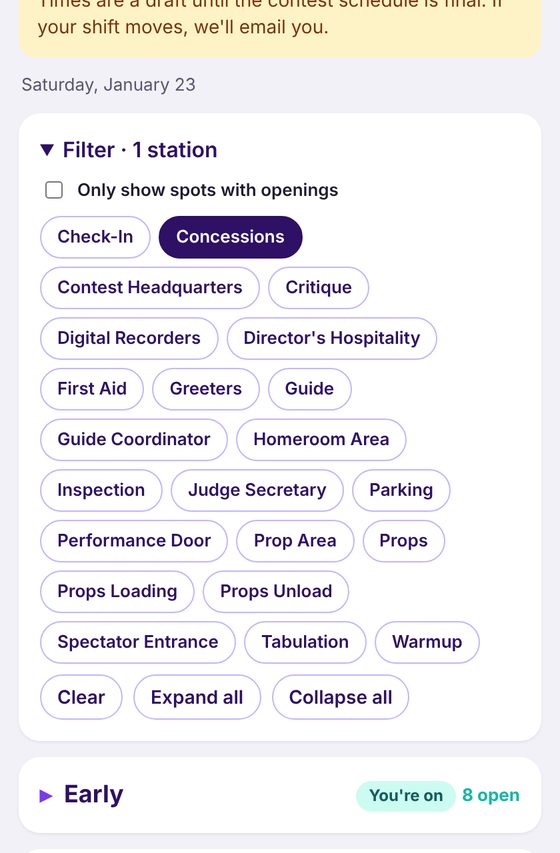 Times are a draft until the contest schedule is final. If
your shift moves, we'll email you.
Saturday, January 23
Filter · 1 station
Only show spots with openings
Check-In Concessions
Contest Headquarters Critique
Digital Recorders Director's Hospitality
First Aid Greeters Guide
Guide Coordinator Homeroom Area
Inspection Judge Secretary Parking
Performance Door Prop Area Props
Props Loading Props Unload
Spectator Entrance Tabulation Warmup
Clear Expand all Collapse all
Early You're on 8 open